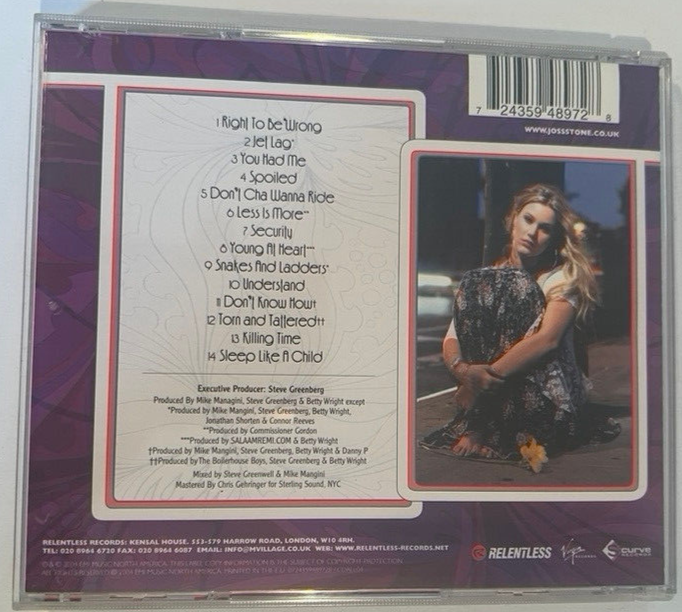 1 Right To Be Wrong
2 Jet Lag*
3 You Had Me
4 Spoiled
5 Don't Cha Wanna Ride
6 Less Is More**
7 Security
8 Young At Heart***
9 Snakes And Ladders*
10 Understand
11 Don't Know How†
12 Torn and Tattered††
13 Killing Time
14 Sleep Like A Child
Executive Producer: Steve Greenberg
Produced By Mike Mangini, Steve Greenberg & Betty Wright except
*Produced by Mike Mangini, Steve Greenberg, Betty Wright,
Jonathan Shorten & Connor Reeves
**Produced by Commissioner Gordon
***Produced by SALAAMREMI.COM & Betty Wright
†Produced by Mike Mangini, Steve Greenberg, Betty Wright & Danny P
††Produced by The Boilerhouse Boys, Steve Greenberg & Betty Wright
Mixed by Steve Greenwell & Mike Mangini
Mastered By Chris Gehringer for Sterling Sound, NYC
7 24359 48972 8
WWW.JOSSSTONE.CO.UK
RELENTLESS RECORDS: KENSAL HOUSE, 553-579 HARROW ROAD, LONDON, W10 4RH.
TEL: 020 8964 6720 FAX: 020 8964 6087 EMAIL: INFO@MVILLAGE.CO.UK WEB: WWW.RELENTLESS-RECORDS.NET
RELENTLESS
Virgin RECORDS
curve RECORDS